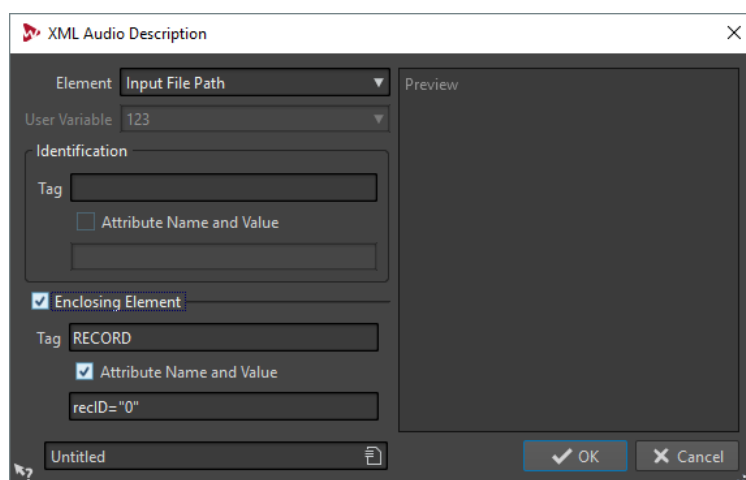 XML Audio Description
Element Input File Path
Preview
User Variable 123
Identification
Tag
Attribute Name and Value
Enclosing Element
Tag RECORD
Attribute Name and Value
recID="0"
Untitled
OK
Cancel